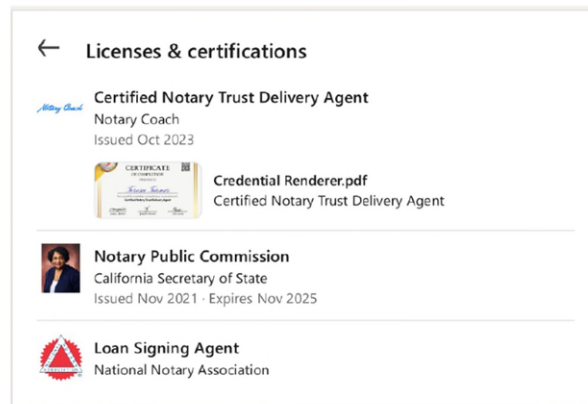 Licenses & certifications
Notary Coach
Certified Notary Trust Delivery Agent
Notary Coach
Issued Oct 2023
CERTIFICATE
OF COMPLETION
Credential Renderer.pdf
Certified Notary Trust Delivery Agent
Notary Public Commission
California Secretary of State
Issued Nov 2021 · Expires Nov 2025
Loan Signing Agent
National Notary Association